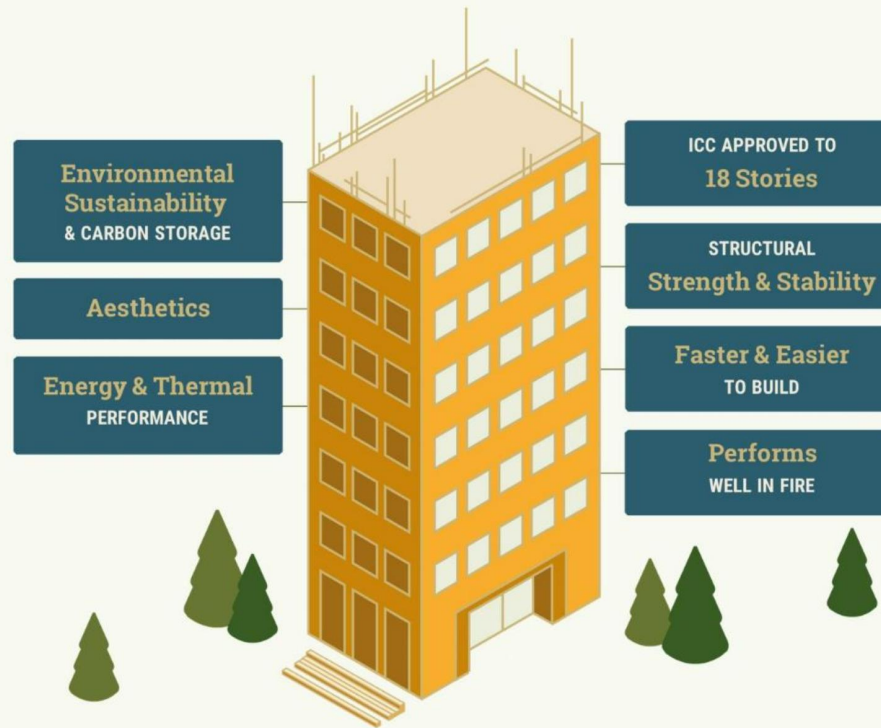 Environmental
Sustainability
& CARBON STORAGE
Aesthetics
Energy & Thermal
PERFORMANCE
ICC APPROVED TO
18 Stories
STRUCTURAL
Strength & Stability
Faster & Easier
TO BUILD
Performs
WELL IN FIRE